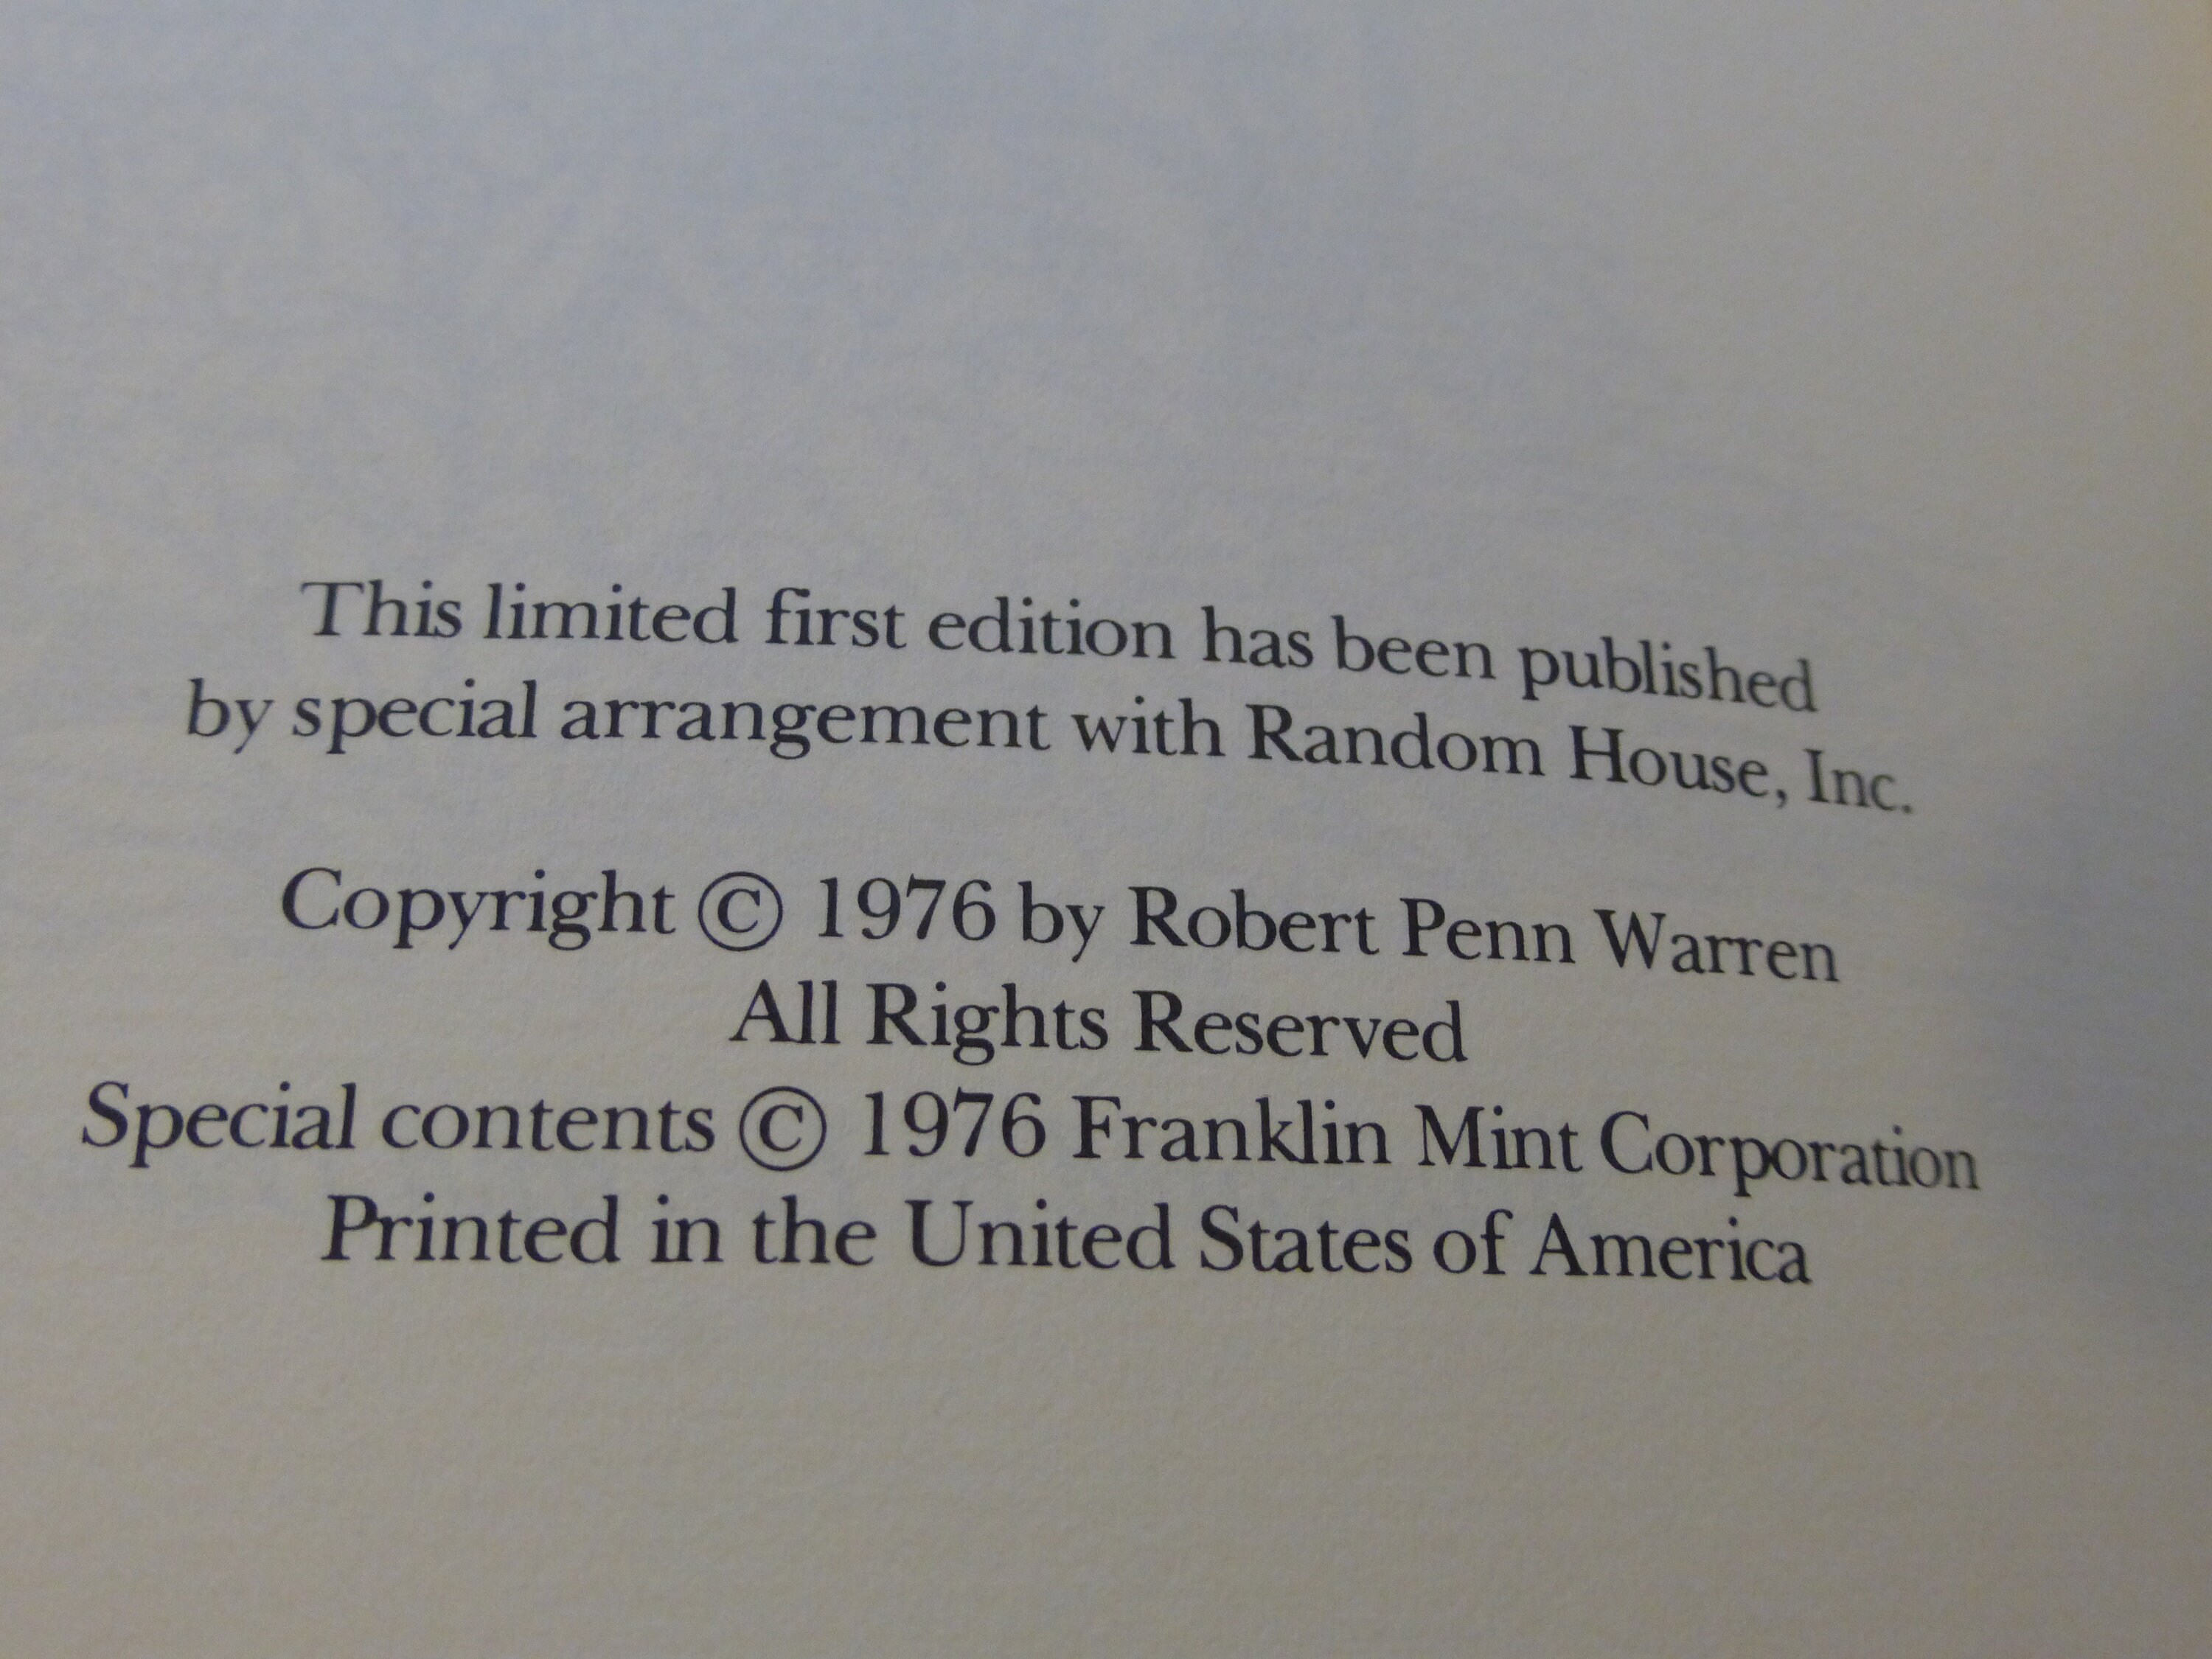 This limited first edition has been published
by special arrangement with Random House, Inc.
Copyright © 1976 by Robert Penn Warren
All Rights Reserved
Special contents © 1976 Franklin Mint Corporation
Printed in the United States of America